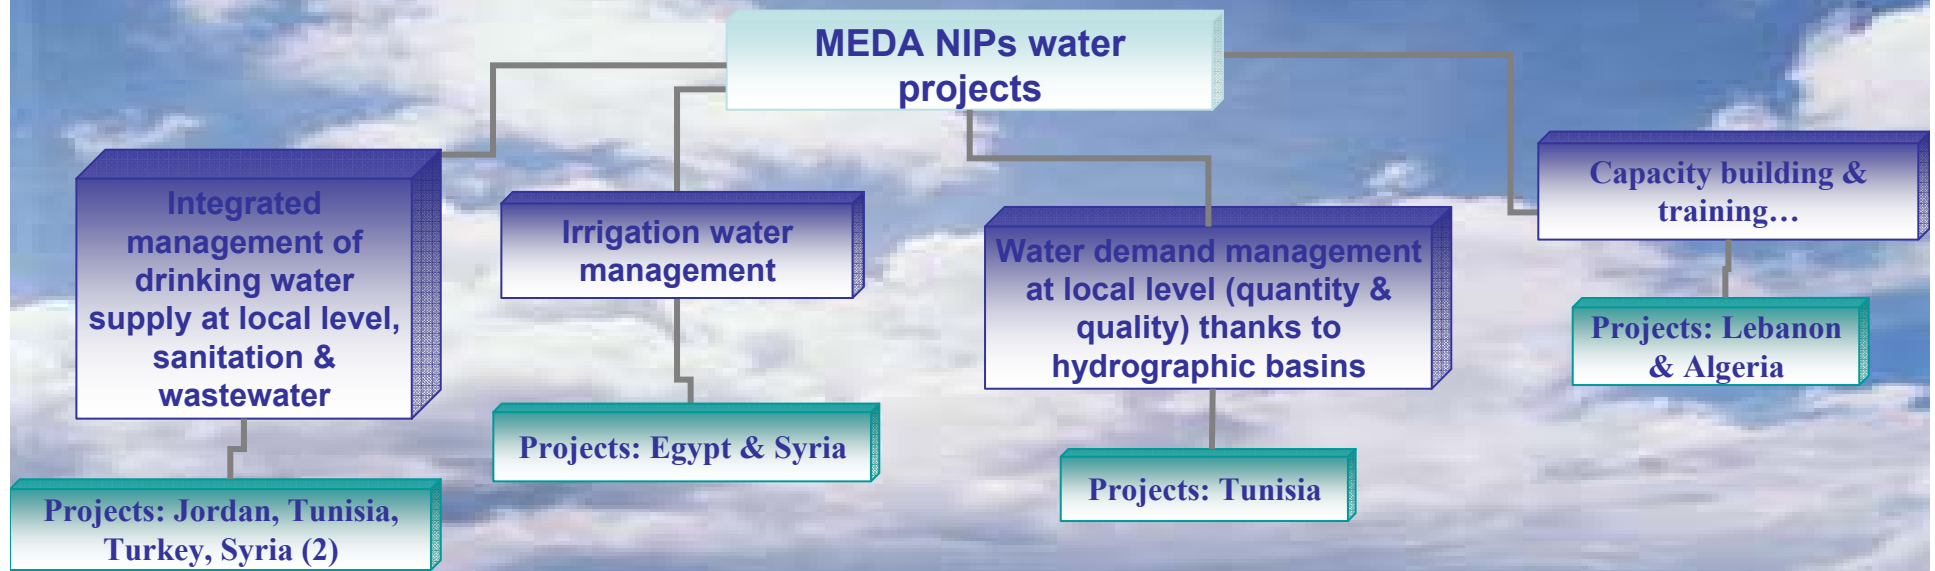 MEDA NIPs water
projects
Integrated
management of
drinking water
supply at local level,
sanitation &
wastewater
Projects: Jordan, Tunisia,
Turkey, Syria (2)
Irrigation water
management
Projects: Egypt & Syria
Water demand management
at local level (quantity &
quality) thanks to
hydrographic basins
Projects: Tunisia
Capacity building &
training…
Projects: Lebanon
& Algeria